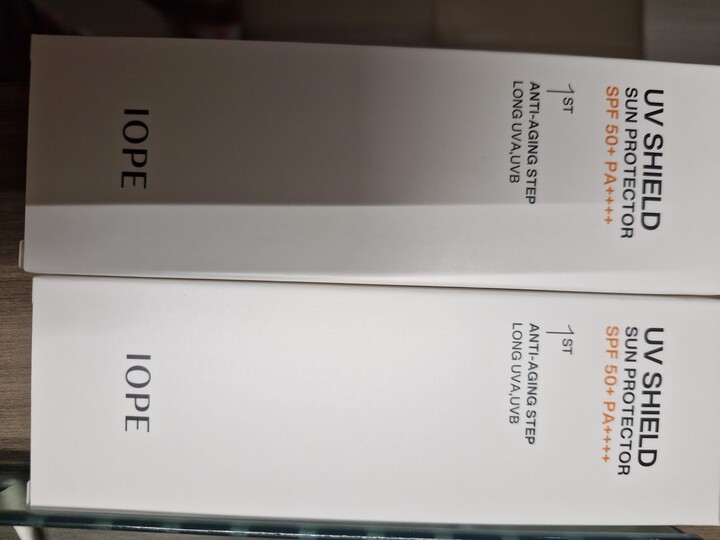 UV SHIELD
SUN PROTECTOR
SPF 50+ PA++++
1ST
ANTI-AGING STEP
LONG UVA,UVB
IOPE
UV SHIELD
SUN PROTECTOR
SPF 50+ PA++++
1ST
ANTI-AGING STEP
LONG UVA,UVB
IOPE